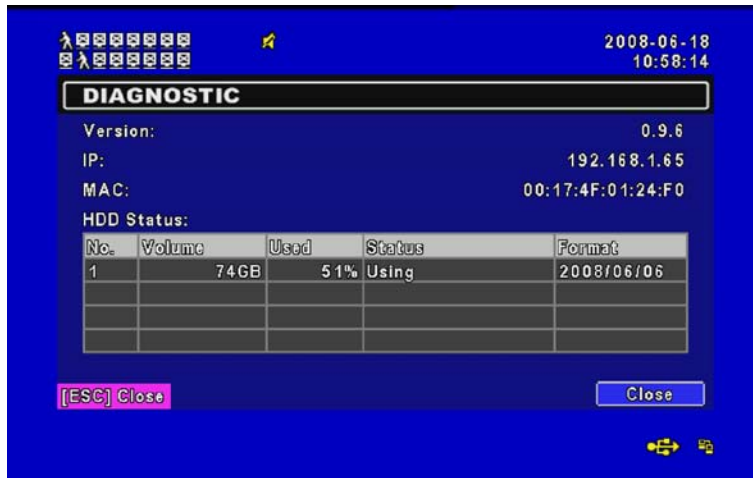 2008-06-18
10:58:14
DIAGNOSTIC
Version: 0.9.6
IP: 192.168.1.65
MAC: 00:17:4F:01:24:F0
HDD Status:
No. Volume Used Status Format
1 74GB 51% Using 2008/06/06
[ESC] Close Close